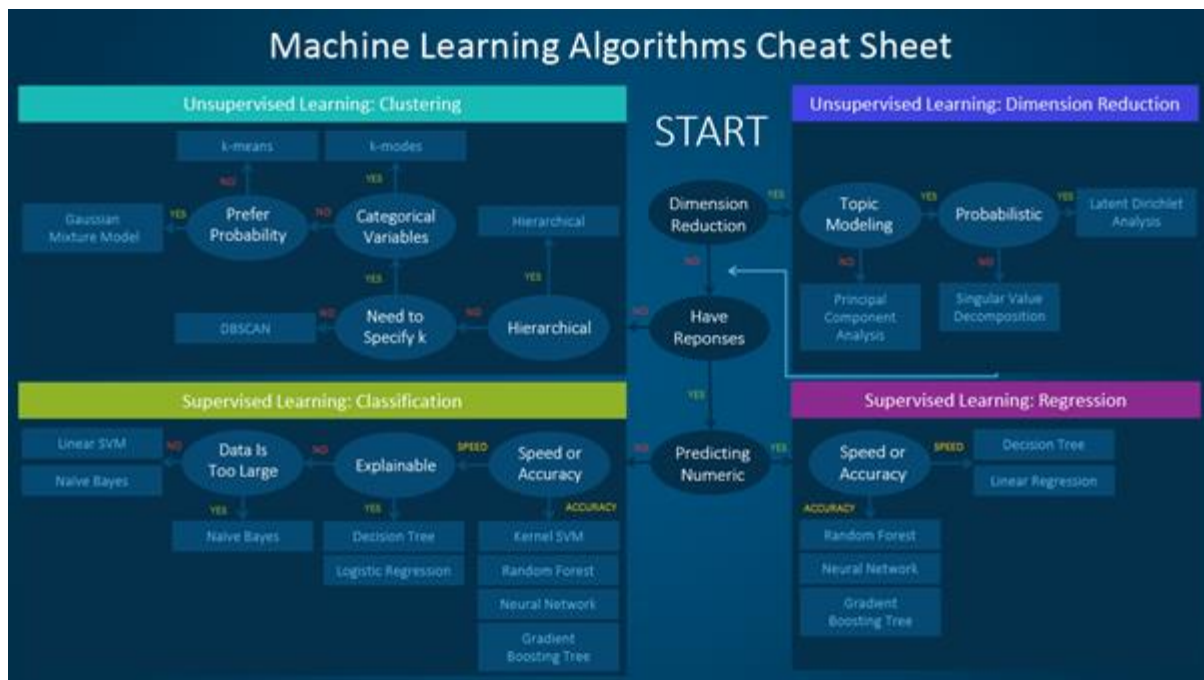 Machine Learning Algorithms Cheat Sheet
Unsupervised Learning: Clustering
START
Unsupervised Learning: Dimension Reduction
k-means
k-modes
NO
YES
Gaussian
Mixture Model
YES
Prefer
Probability
NO
Categorical
Variables
Hierarchical
YES
YES
DBSCAN
NO
Need to
Specify k
NO
Hierarchical
NO
Dimension
Reduction
YES
NO
Have
Reponses
YES
Topic
Modeling
YES
Probabilistic
YES
Latent Dirichlet
Analysis
NO
NO
Principal
Component
Analysis
Singular Value
Decomposition
Supervised Learning: Classification
Linear SVM
Naïve Bayes
NO
Data Is
Too Large
NO
Explainable
SPEED
Speed or
Accuracy
NO
Predicting
Numeric
YES
YES
YES
ACCURACY
Naïve Bayes
Decision Tree
Logistic Regression
Kernel SVM
Random Forest
Neural Network
Gradient
Boosting Tree
Supervised Learning: Regression
Speed or
Accuracy
SPEED
Decision Tree
Linear Regression
ACCURACY
Random Forest
Neural Network
Gradient
Boosting Tree